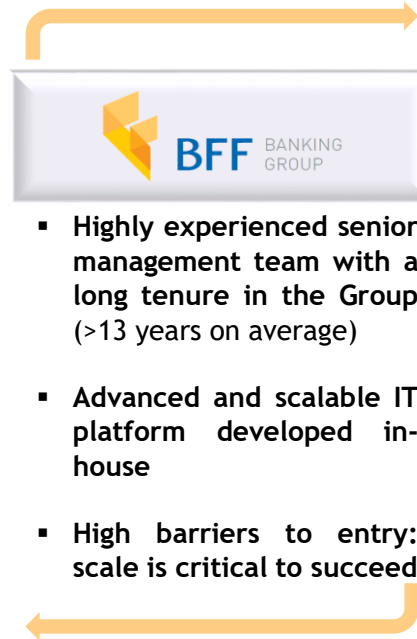 BFF BANKING
GROUP
▪ Highly experienced senior
management team with a
long tenure in the Group
(>13 years on average)
▪ Advanced and scalable IT
platform developed in-
house
▪ High barriers to entry:
scale is critical to succeed